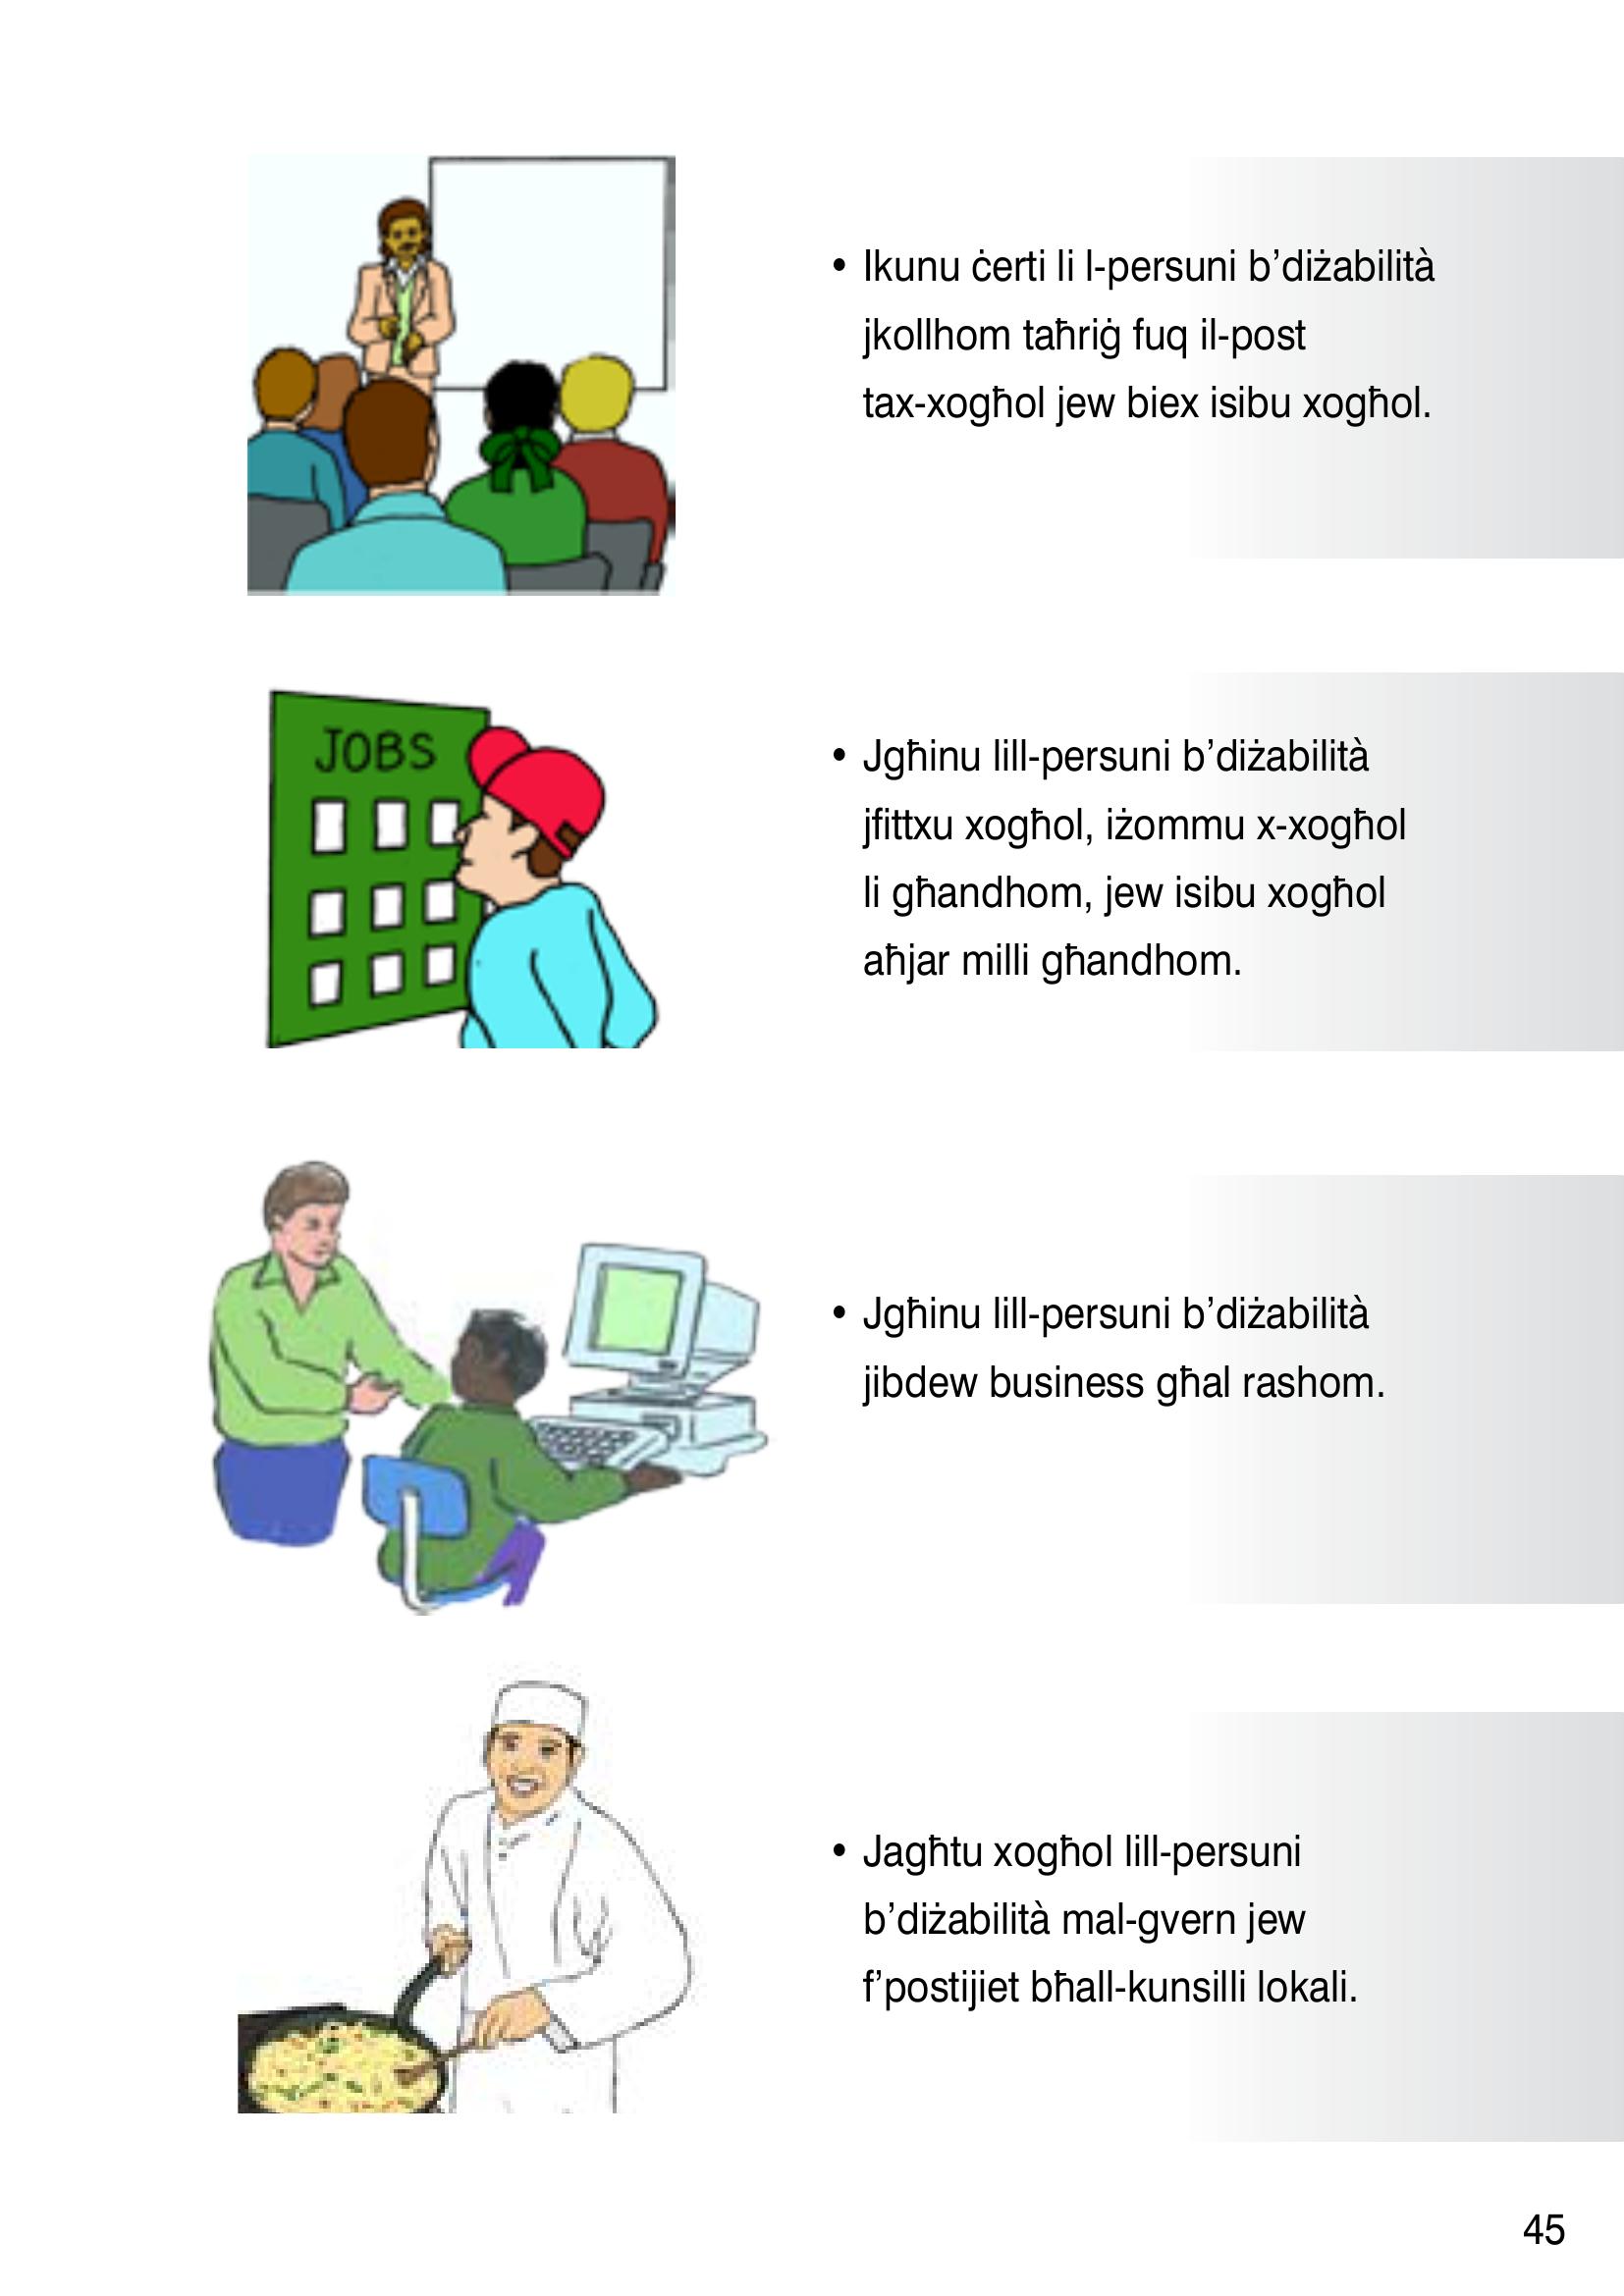 • Ikunu ċerti li l-persuni b’diżabilità
jkollhom taħriġ fuq il-post
tax-xogħol jew biex isibu xogħol.
JOBS
• Jgħinu lill-persuni b’diżabilità
jfittxu xogħol, iżommu x-xogħol
li għandhom, jew isibu xogħol
aħjar milli għandhom.
• Jgħinu lill-persuni b’diżabilità
jibdew business għal rashom.
• Jagħtu xogħol lill-persuni
b’diżabilità mal-gvern jew
f’postijiet bħall-kunsilli lokali.
45